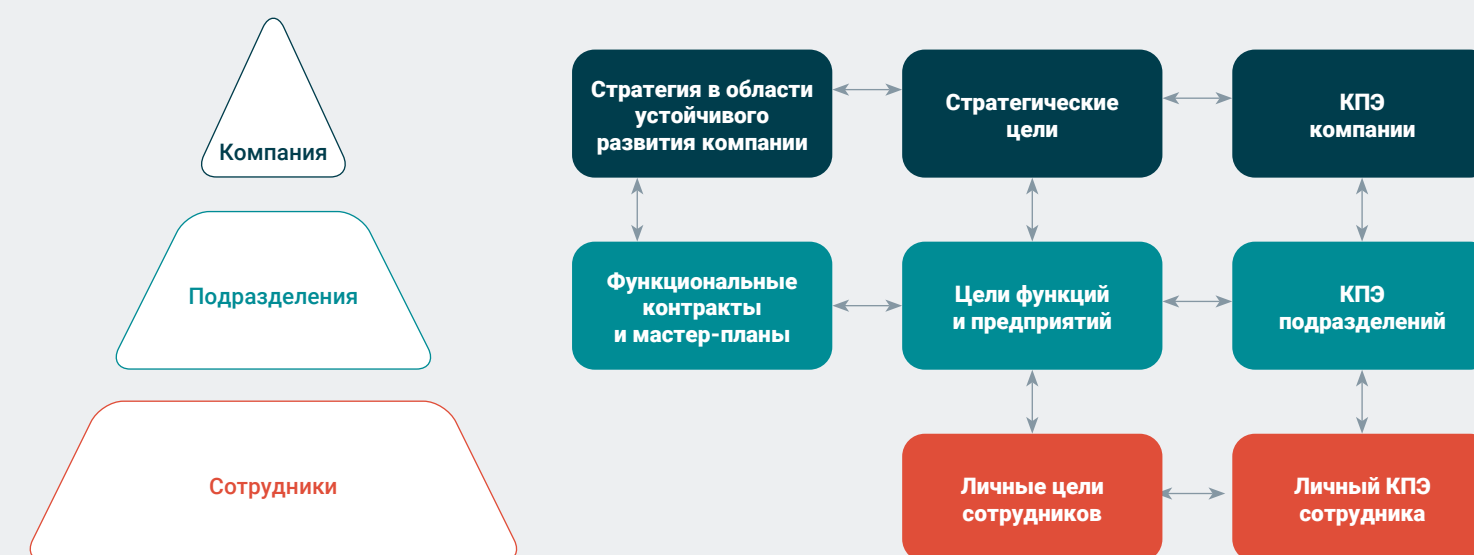 Компания
Стратегия в области
устойчивого
развития компании
Стратегические
цели
КПЭ
компании
Подразделения
Функциональные
контракты
и мастер-планы
Цели функций
и предприятий
КПЭ
подразделений
Сотрудники
Личные цели
сотрудников
Личный КПЭ
сотрудника